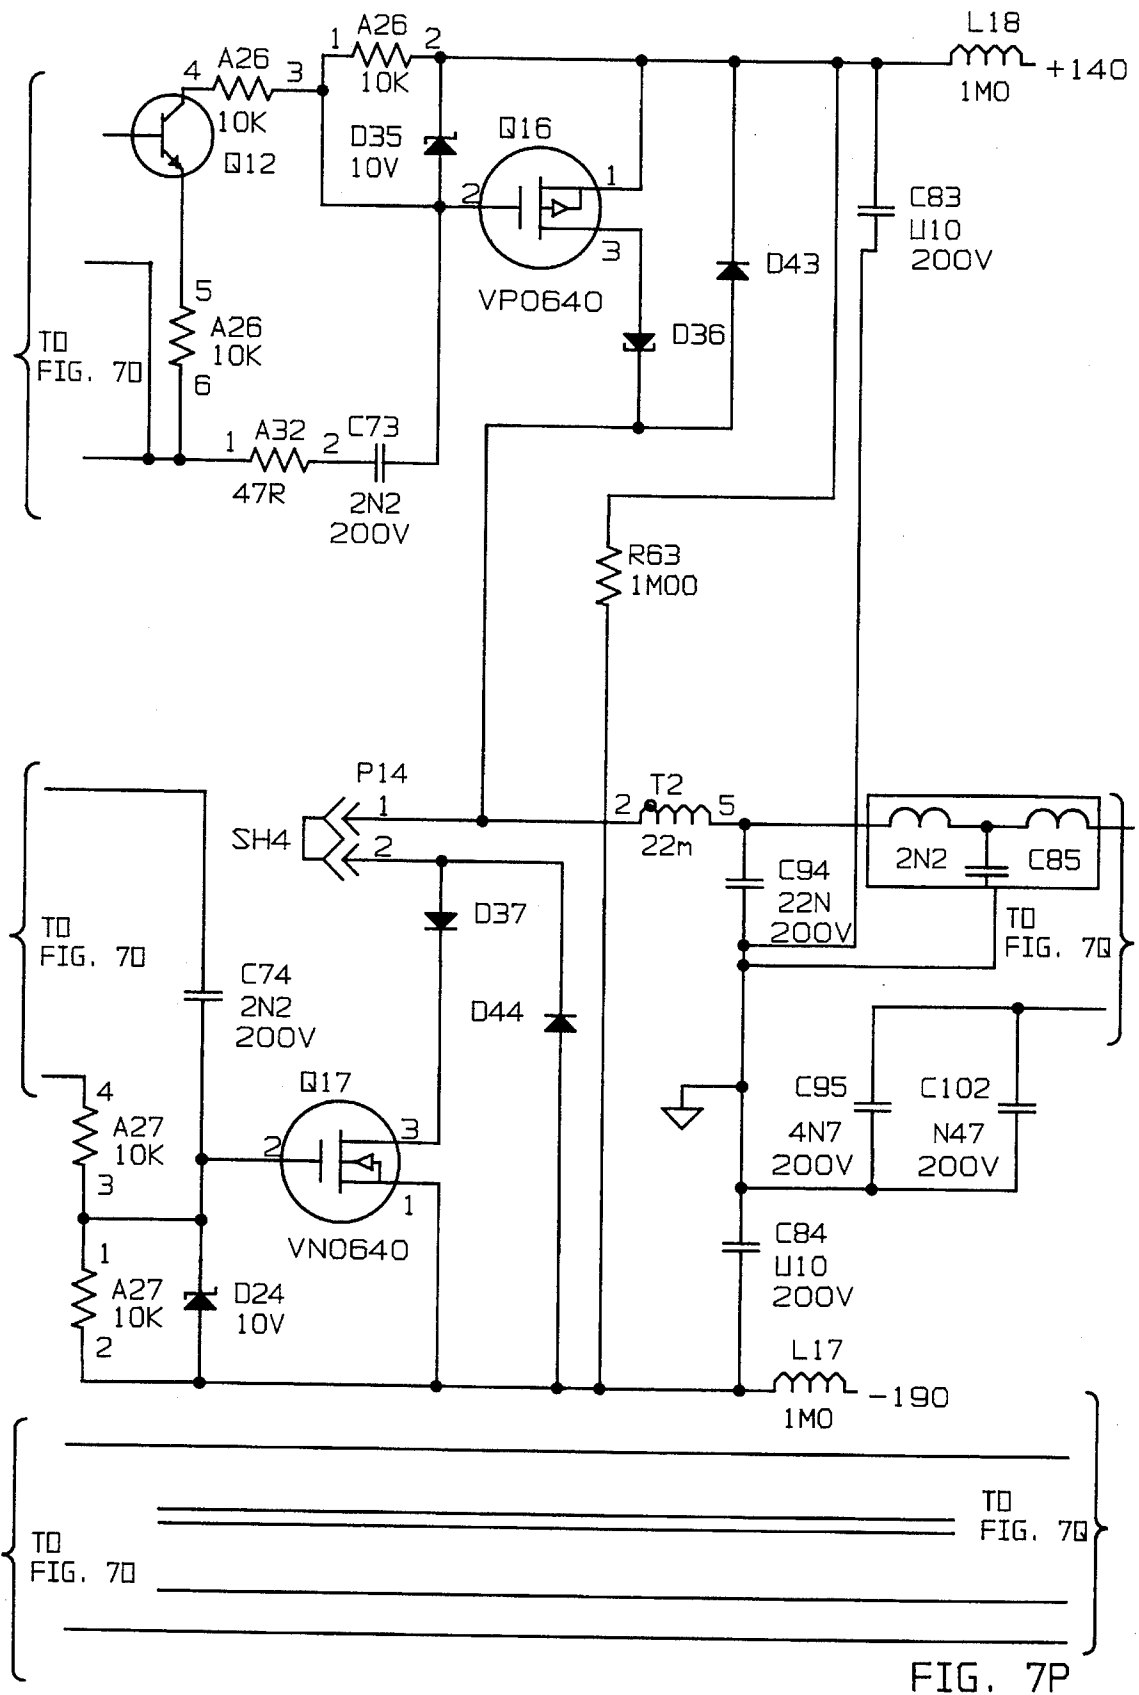 L18
1M0
+140
1 A26 2
10K
4 A26 3
10K
Q12
D35
10V
Q16
2
1
3
VP0640
D43
D36
C83
U10
200V
TO
FIG. 7O
5
A26
10K
6
1 A32 2
47R
C73
2N2
200V
R63
1M00
P14
1
2
SH4
2 T2 5
22m
2N2
C85
C94
22N
200V
TO
FIG. 7Q
TO
FIG. 7O
D37
D44
C74
2N2
200V
Q17
2
3
1
VN0640
4
A27
10K
3
1
A27
10K
2
D24
10V
C95
4N7
200V
C102
N47
200V
C84
U10
200V
L17
1M0
-190
TO
FIG. 7O
TO
FIG. 7Q
FIG. 7P